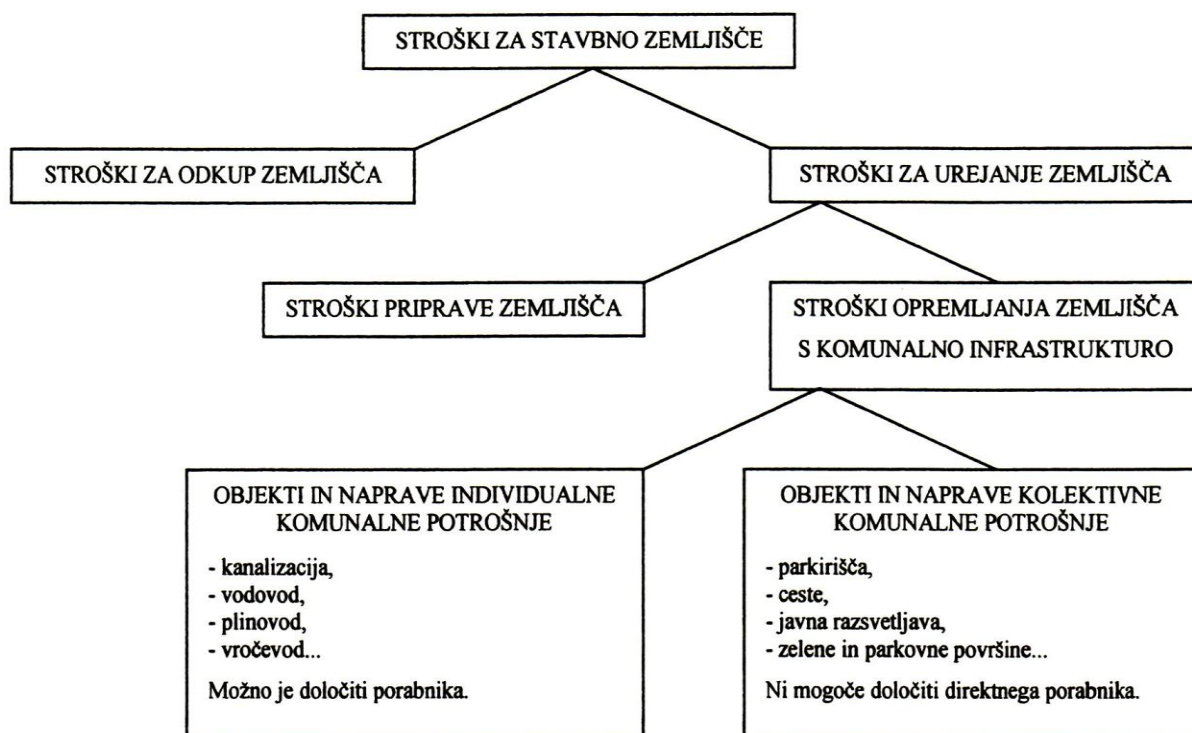 STROŠKI ZA STAVBNO ZEMLJIŠČE
STROŠKI ZA ODKUP ZEMLJIŠČA
STROŠKI ZA UREJANJE ZEMLJIŠČA
STROŠKI PRIPRAVE ZEMLJIŠČA
STROŠKI OPREMLJANJA ZEMLJIŠČA
S KOMUNALNO INFRASTRUKTURO
OBJEKTI IN NAPRAVE INDIVIDUALNE
KOMUNALNE POTROŠNJE
- kanalizacija,
- vodovod,
- plinovod,
- vročevod...
Možno je določiti porabnika.
OBJEKTI IN NAPRAVE KOLEKTIVNE
KOMUNALNE POTROŠNJE
- parkirišča,
- ceste,
- javna razsvetljava,
- zelene in parkovne površine...
Ni mogoče določiti direktnega porabnika.